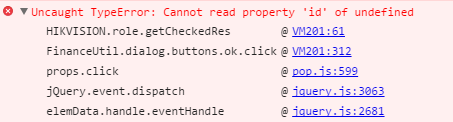 Uncaught TypeError: Cannot read property 'id' of undefined
HIKVISION.role.getCheckedRes @ VM201:61
FinanceUtil.dialog.buttons.ok.click @ VM201:312
props.click @ pop.js:599
jQuery.event.dispatch @ jquery.js:3063
elemData.handle.eventHandle @ jquery.js:2681